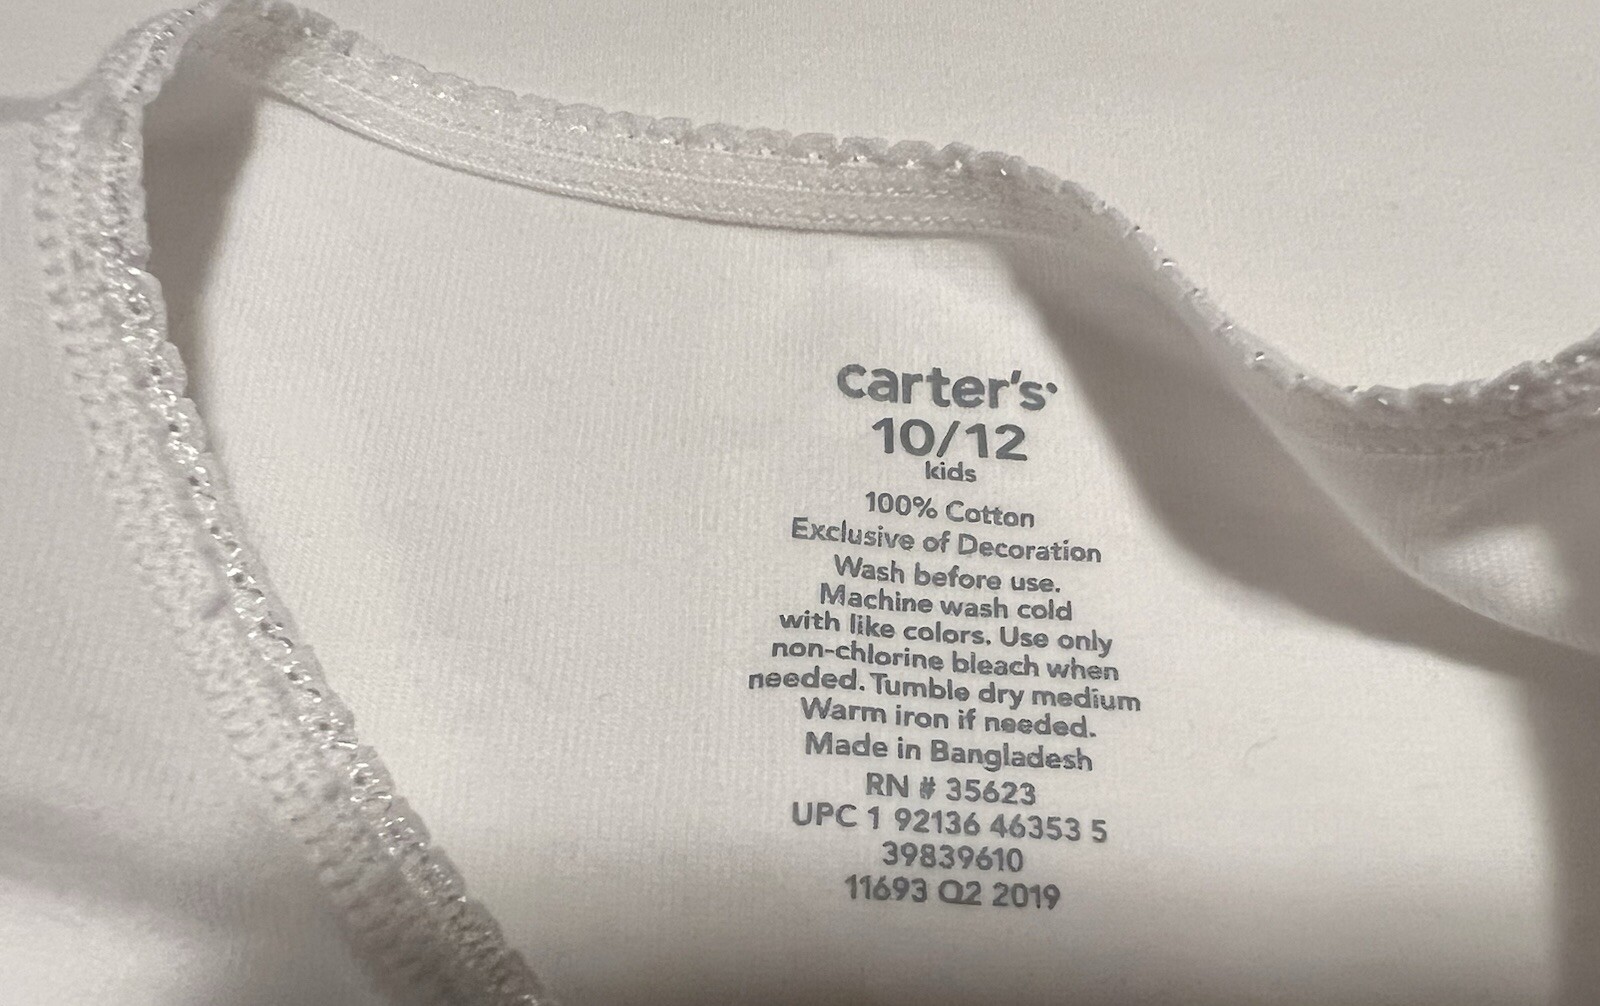 carter's
10/12
kids
100% Cotton
Exclusive of Decoration
Wash before use.
Machine wash cold
with like colors. Use only
non-chlorine bleach when
needed. Tumble dry medium
Warm iron if needed.
Made in Bangladesh
RN # 35623
UPC 1 92136 46353 5
39839610
11693 Q2 2019